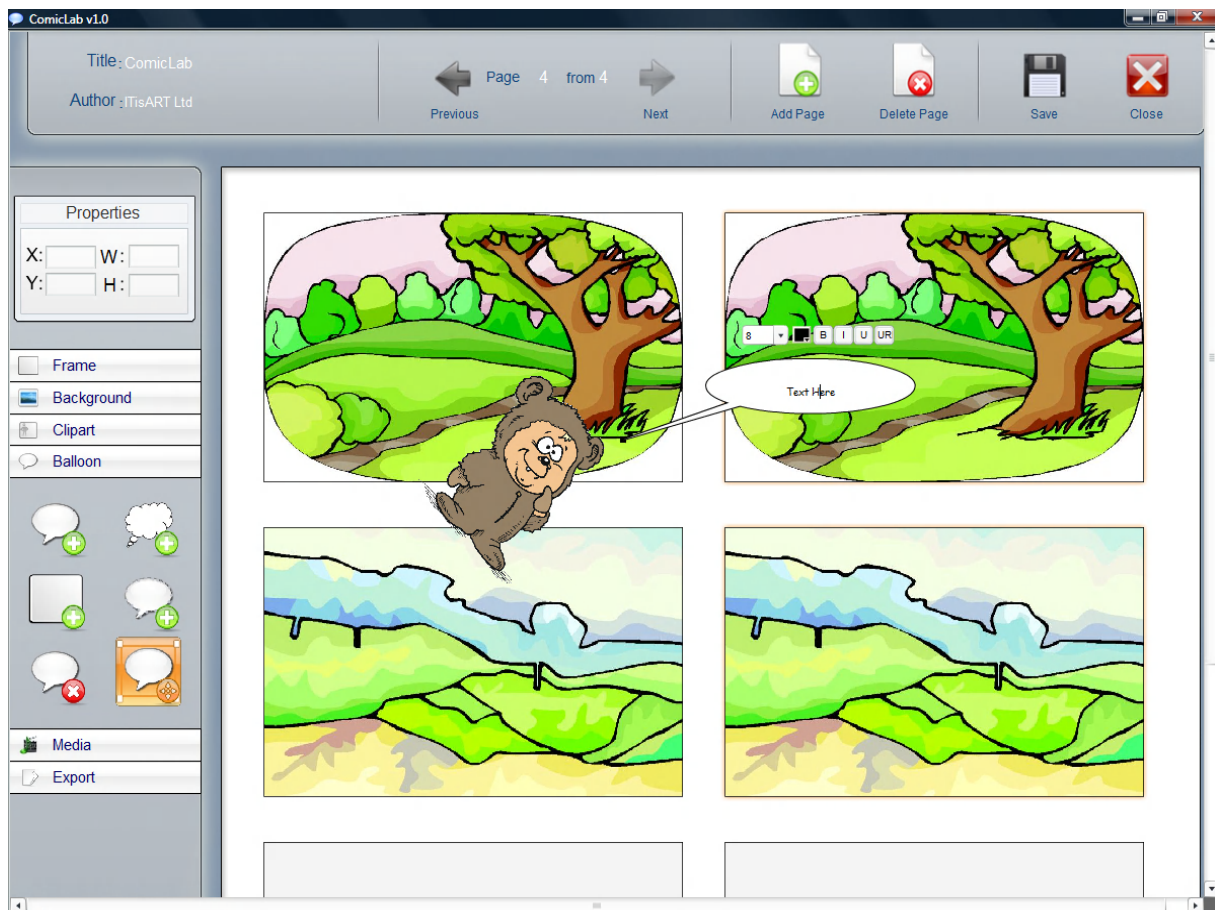 ComicLab v1.0
Title: ComicLab
Author: ITisART Ltd
Page 4 from 4
Previous
Next
Add Page
Delete Page
Save
Close
Properties
X: W:
Y: H:
Frame
Background
Clipart
Balloon
Media
Export
8 B I U UR
Text Here